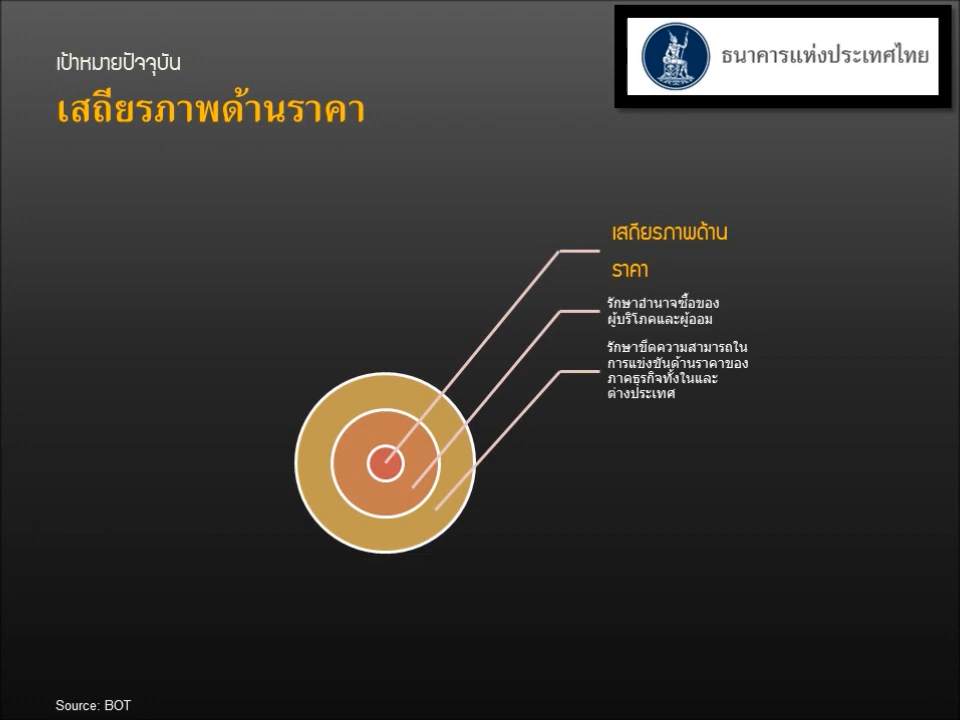 เป้าหมายปัจจุบัน
เสถียรภาพด้านราคา
ธนาคารแห่งประเทศไทย
เสถียรภาพด้าน
ราคา
รักษาอำนาจซื้อของ
ผู้บริโภคและผู้ออม
รักษาขีดความสามารถใน
การแข่งขันด้านราคาของ
ภาคธุรกิจทั้งในและ
ต่างประเทศ
Source: BOT